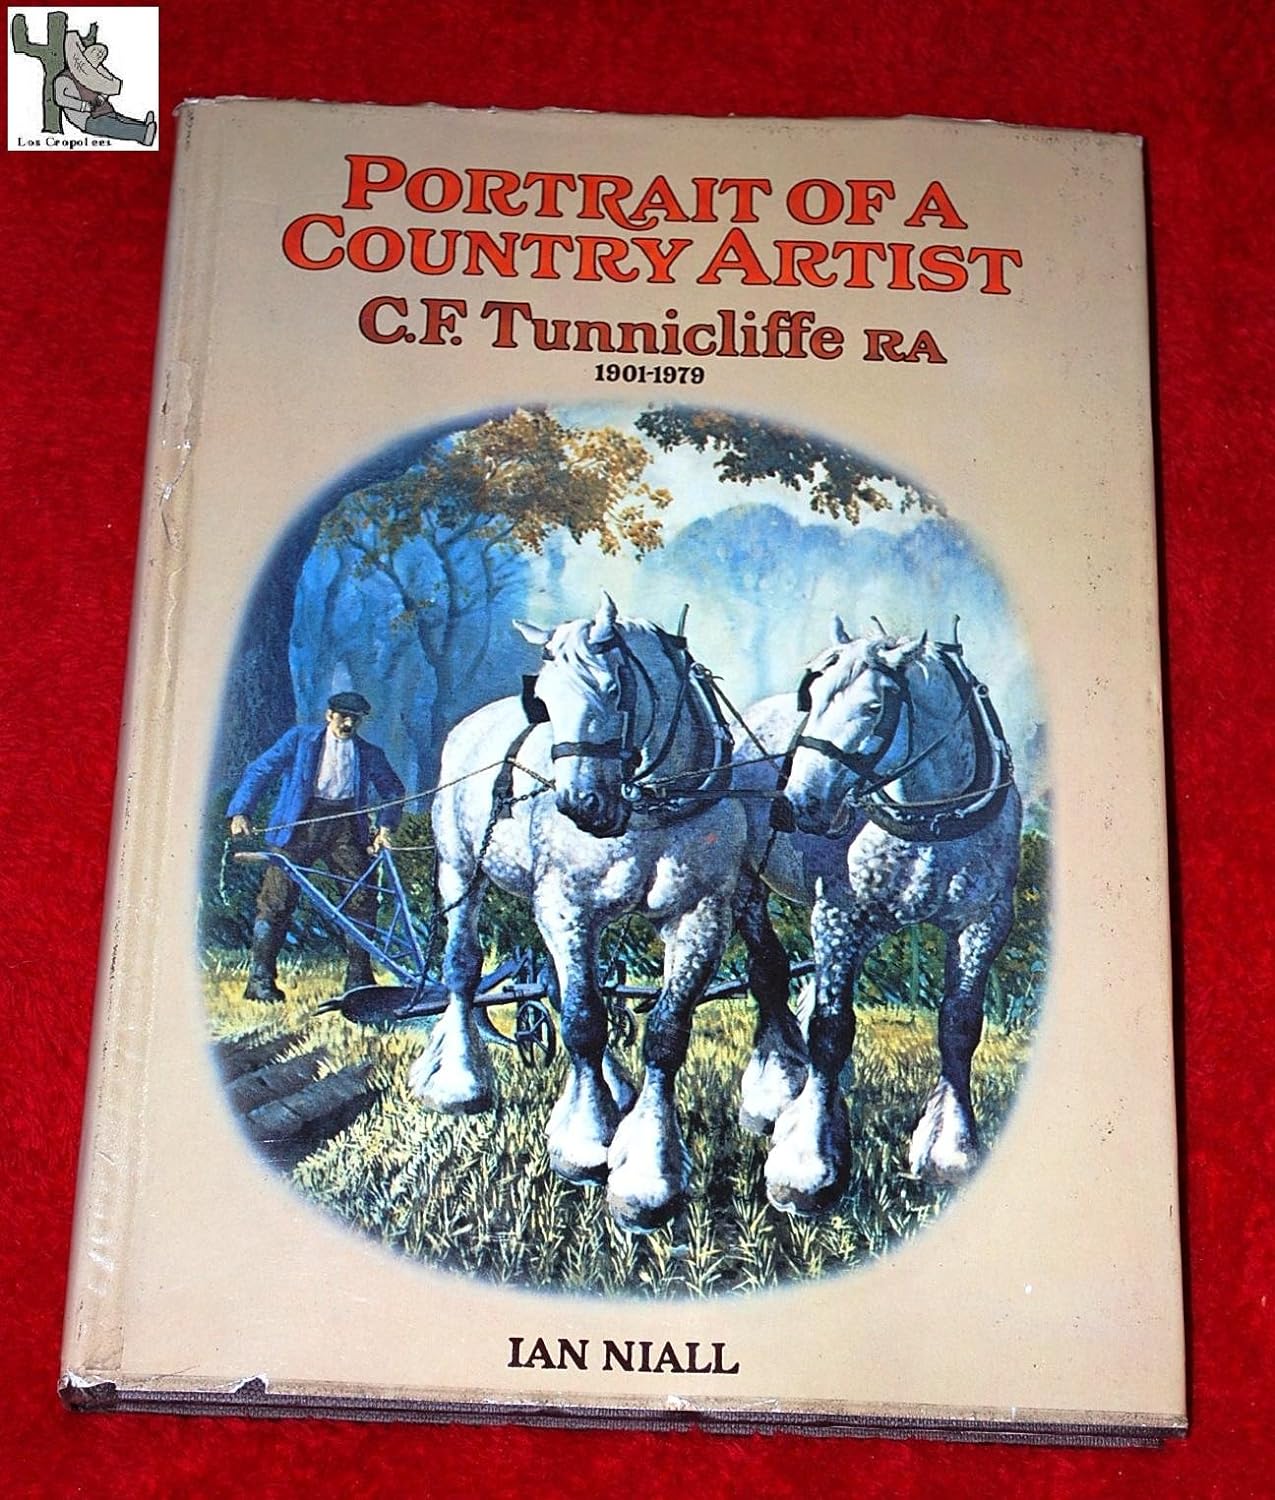 Los Cropolees
PORTRAIT OF A
COUNTRY ARTIST
C.F. Tunnicliffe RA
1901-1979
IAN NIALL